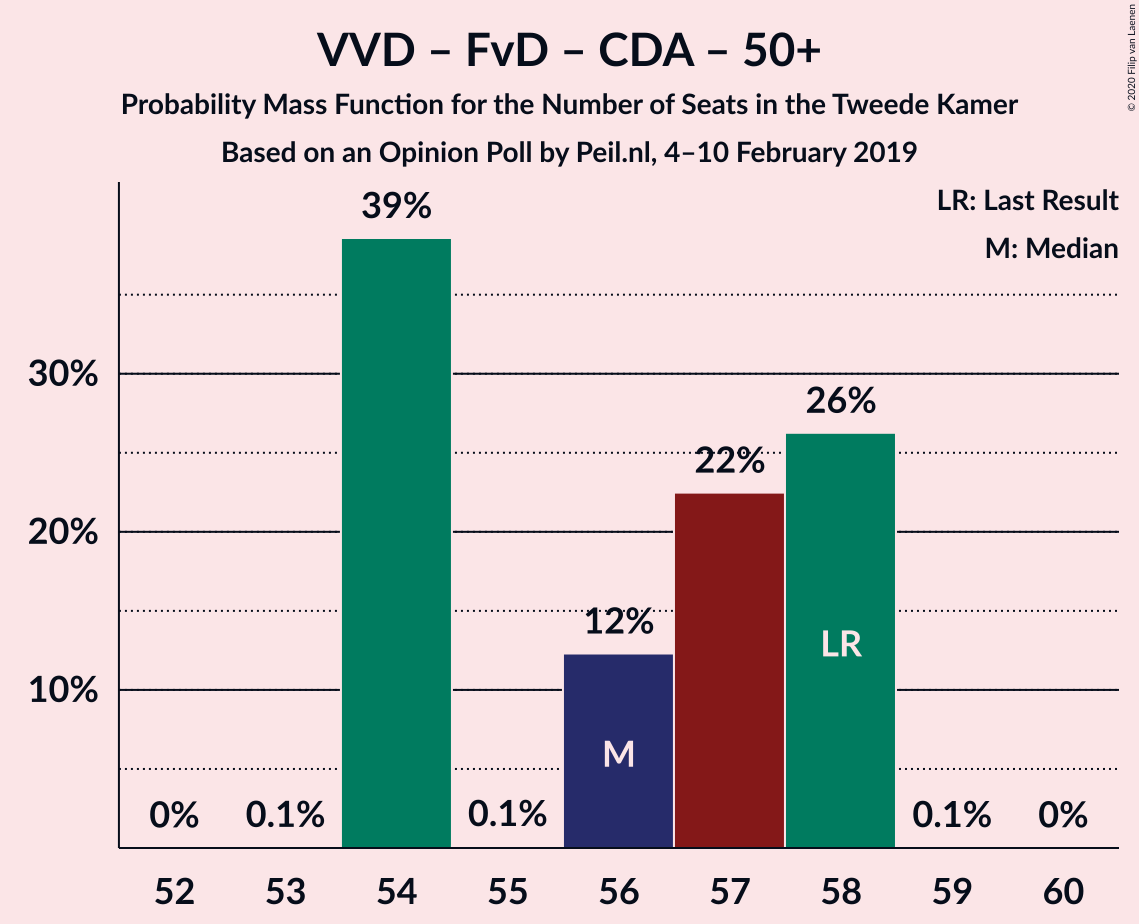 VVD – FvD – CDA – 50+
Probability Mass Function for the Number of Seats in the Tweede Kamer
Based on an Opinion Poll by Peil.nl, 4–10 February 2019
© 2020 Filip van Laenen
LR: Last Result
M: Median
39%
30%
26%
22%
20%
12%
LR
10%
M
0%
0.1%
0.1%
0.1%
0%
52
53
54
55
56
57
58
59
60